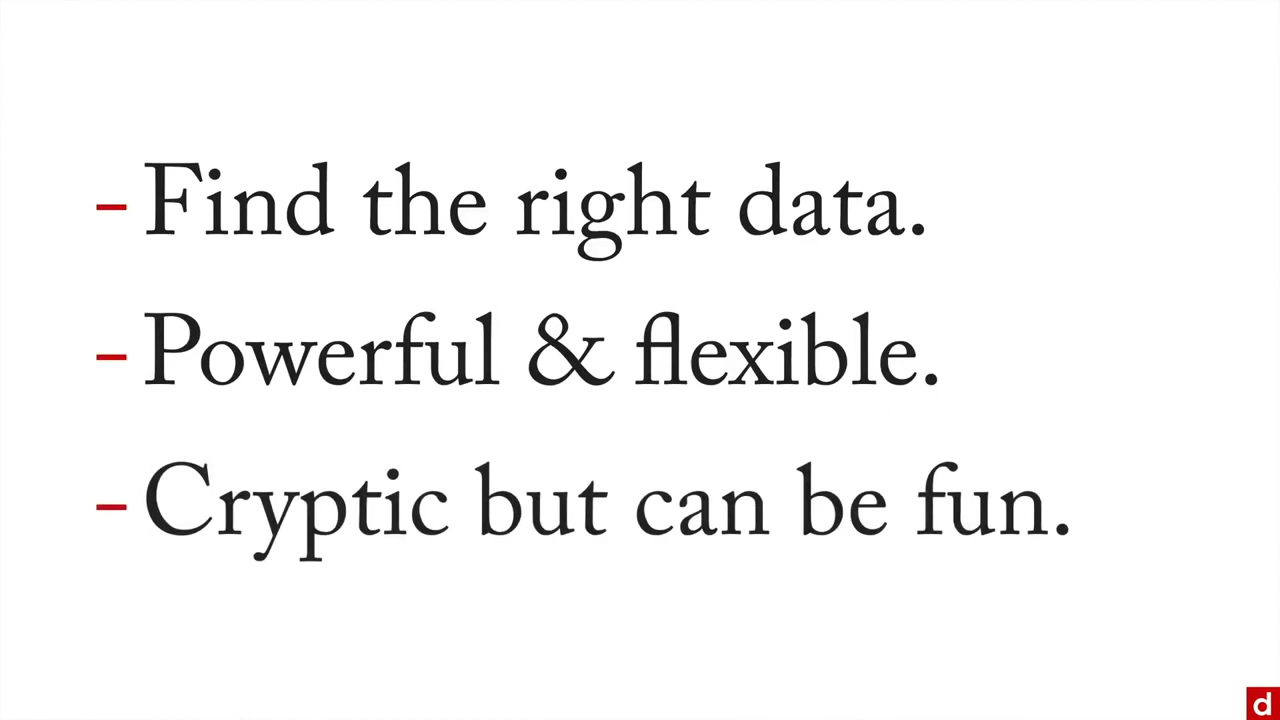 - Find the right data.
- Powerful & flexible.
- Cryptic but can be fun.
d